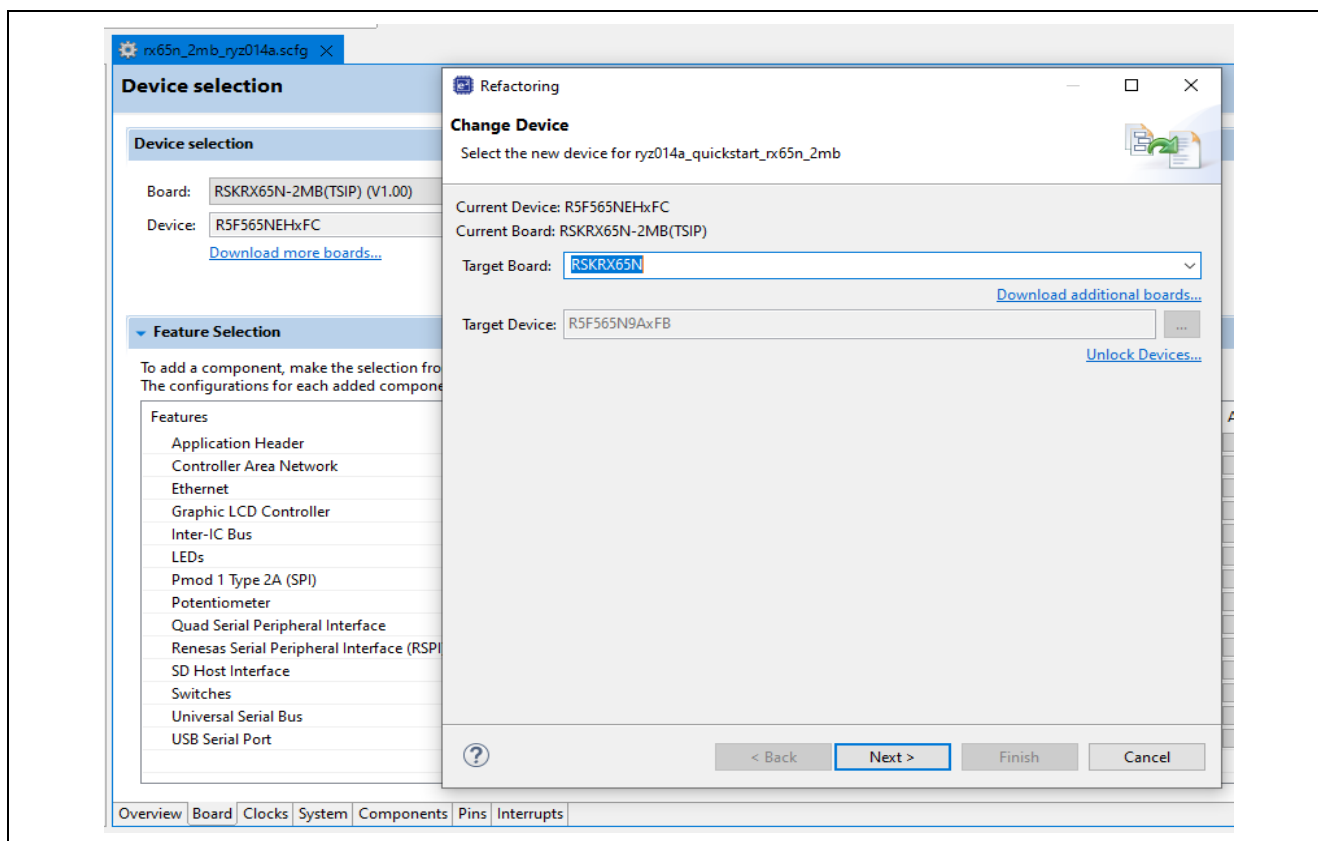 rx65n_2mb_ryz014a.scfg
Device selection
Device selection
Board: RSKRX65N-2MB(TSIP) (V1.00)
Device: R5F565NEHxFC
Download more boards...
Feature Selection
To add a component, make the selection fro
The configurations for each added compone
Features
Application Header
Controller Area Network
Ethernet
Graphic LCD Controller
Inter-IC Bus
LEDs
Pmod 1 Type 2A (SPI)
Potentiometer
Quad Serial Peripheral Interface
Renesas Serial Peripheral Interface (RSPI
SD Host Interface
Switches
Universal Serial Bus
USB Serial Port
Overview Board Clocks System Components Pins Interrupts
Refactoring
Change Device
Select the new device for ryz014a_quickstart_rx65n_2mb
Current Device: R5F565NEHxFC
Current Board: RSKRX65N-2MB(TSIP)
Target Board: RSKRX65N
Download additional boards...
Target Device: R5F565N9AxFB
...
Unlock Devices...
? < Back Next > Finish Cancel